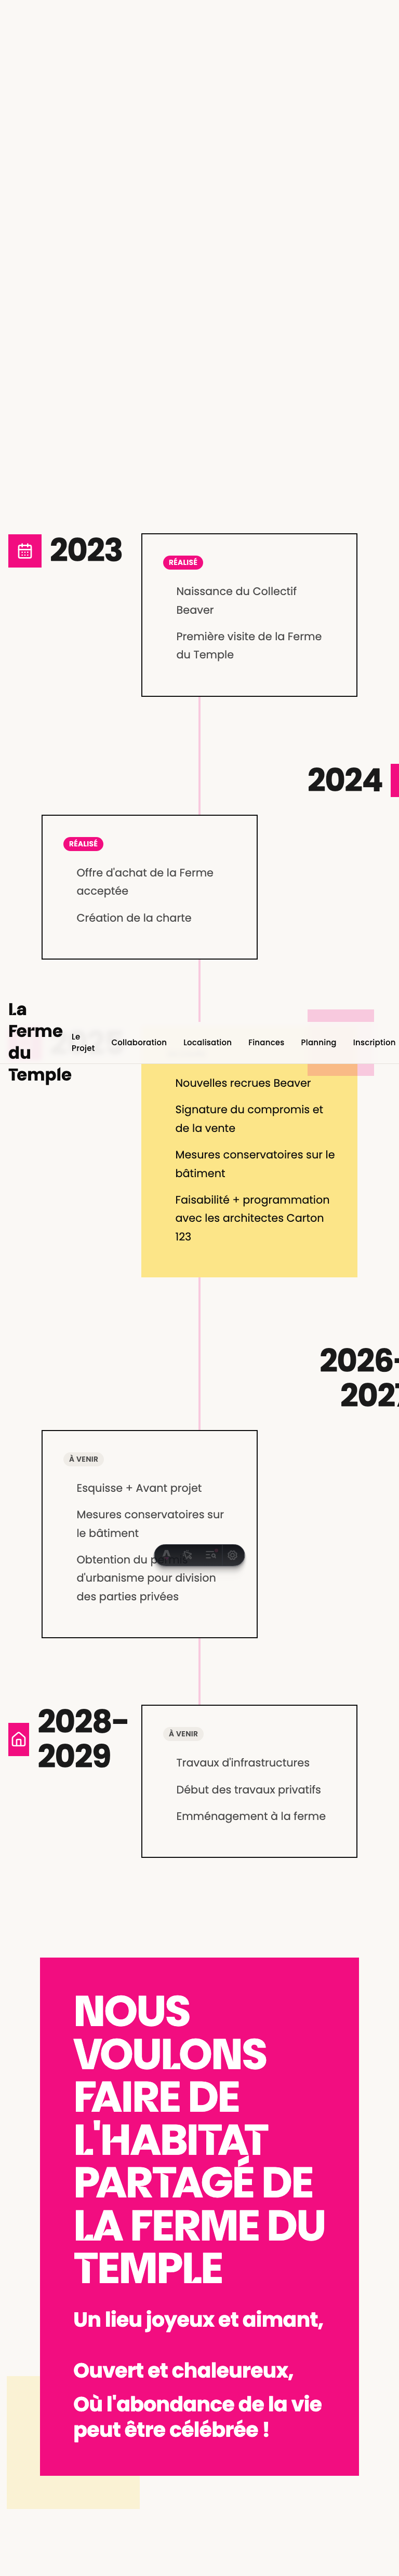 2023
RÉALISÉ
Naissance du Collectif
Beaver
Première visite de la Ferme
du Temple
2024
RÉALISÉ
Offre d'achat de la Ferme
acceptée
Création de la charte
La
Ferme
du
Temple
Le
Projet
Collaboration
Localisation
Finances
Planning
Inscription
2025
Nouvelles recrues Beaver
Signature du compromis et
de la vente
Mesures conservatoires sur le
bâtiment
Faisabilité + programmation
avec les architectes Carton
123
2026-
2027
À VENIR
Esquisse + Avant projet
Mesures conservatoires sur
le bâtiment
Obtention du
d'urbanisme pour division
des parties privées
2028-
2029
À VENIR
Travaux d'infrastructures
Début des travaux privatifs
Emménagement à la ferme
NOUS
VOULONS
FAIRE DE
L'HABITAT
PARTAGÉ DE
LA FERME DU
TEMPLE
Un lieu joyeux et aimant,
Ouvert et chaleureux,
Où l'abondance de la vie
peut être célébrée !